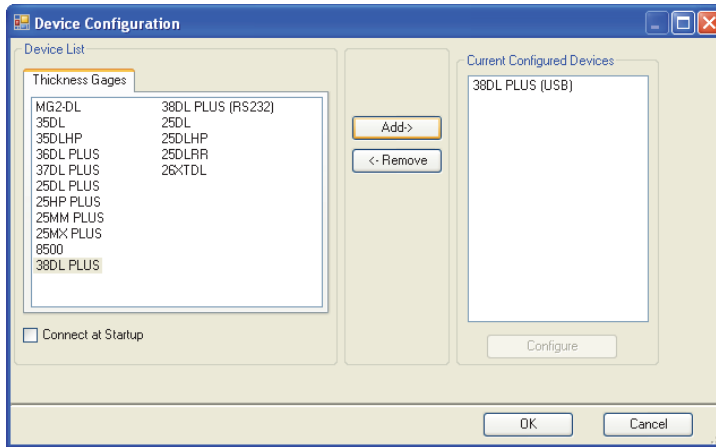 Device Configuration
Device List
Thickness Gages
MG2-DL
35DL
35DLHP
36DL PLUS
37DL PLUS
25DL PLUS
25HP PLUS
25MM PLUS
25MX PLUS
8500
38DL PLUS
38DL PLUS (RS232)
25DL
25DLHP
25DLRR
26XTDL
Connect at Startup
Add->
<- Remove
Current Configured Devices
38DL PLUS (USB)
Configure
OK
Cancel